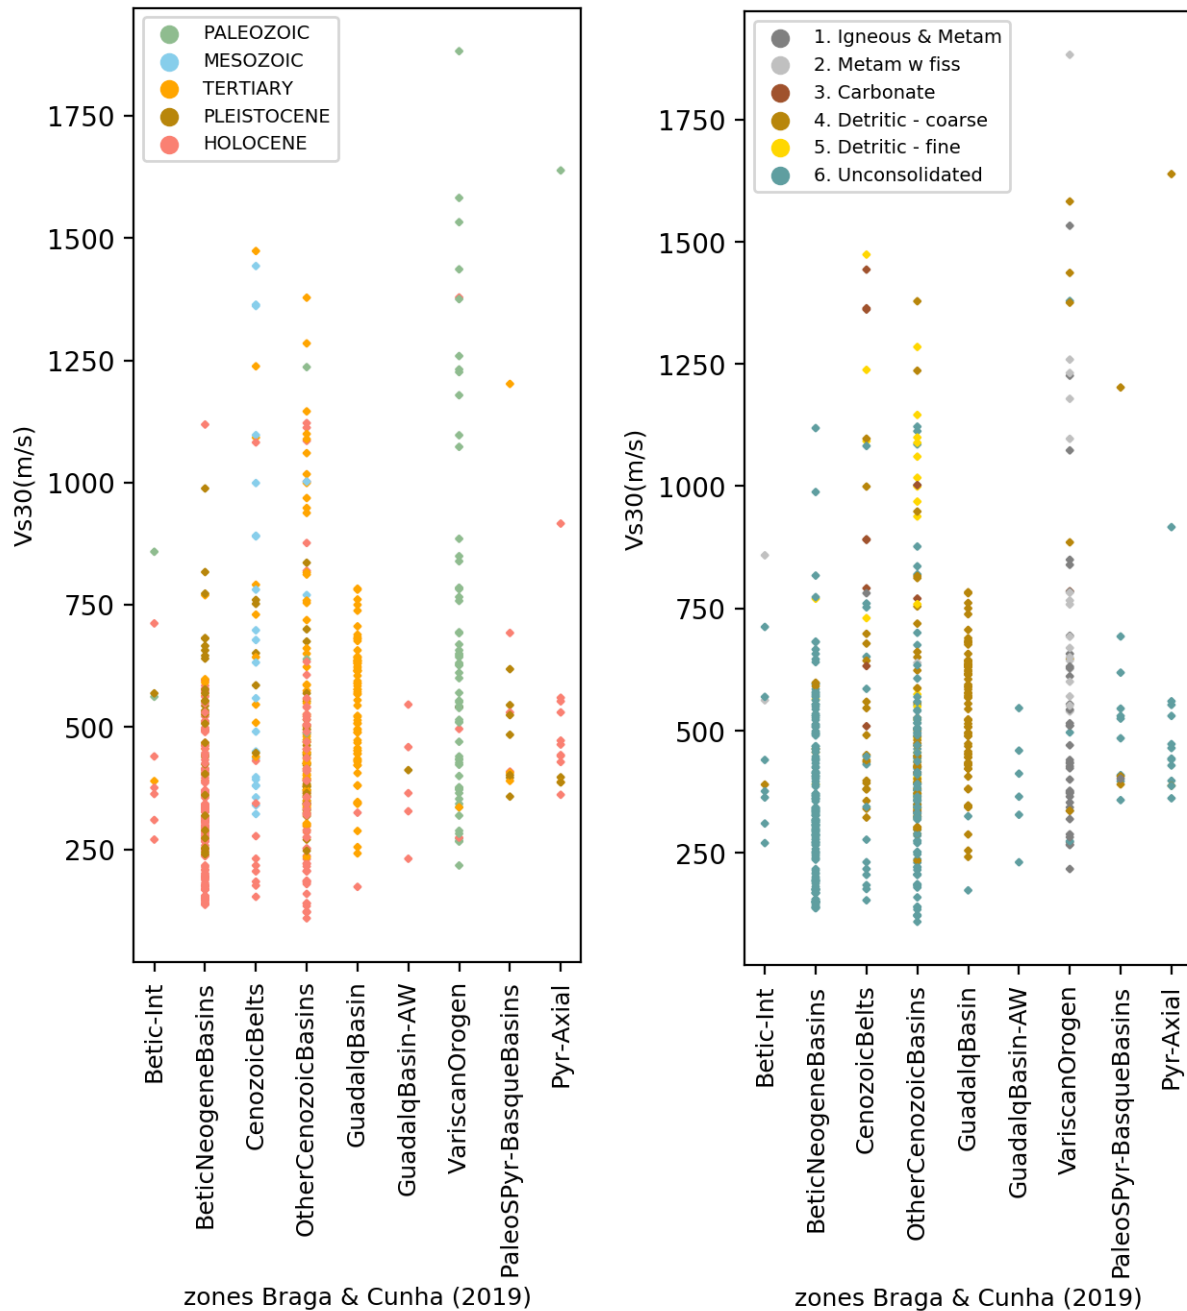 PALEOZOIC
MESOZOIC
TERTIARY
PLEISTOCENE
HOLOCENE
1750
1500
1250
1000
750
500
250
Vs30(m/s)
Betic-Int
BeticNeogeneBasins
CenozoicBelts
OtherCenozoicBasins
GuadalqBasin
GuadalqBasin-AW
VariscanOrogen
PaleoSPyr-BasqueBasins
Pyr-Axial
zones Braga & Cunha (2019)
1. Igneous & Metam
2. Metam w fiss
3. Carbonate
4. Detritic - coarse
5. Detritic - fine
6. Unconsolidated
1750
1500
1250
1000
750
500
250
Vs30(m/s)
Betic-Int
BeticNeogeneBasins
CenozoicBelts
OtherCenozoicBasins
GuadalqBasin
GuadalqBasin-AW
VariscanOrogen
PaleoSPyr-BasqueBasins
Pyr-Axial
zones Braga & Cunha (2019)